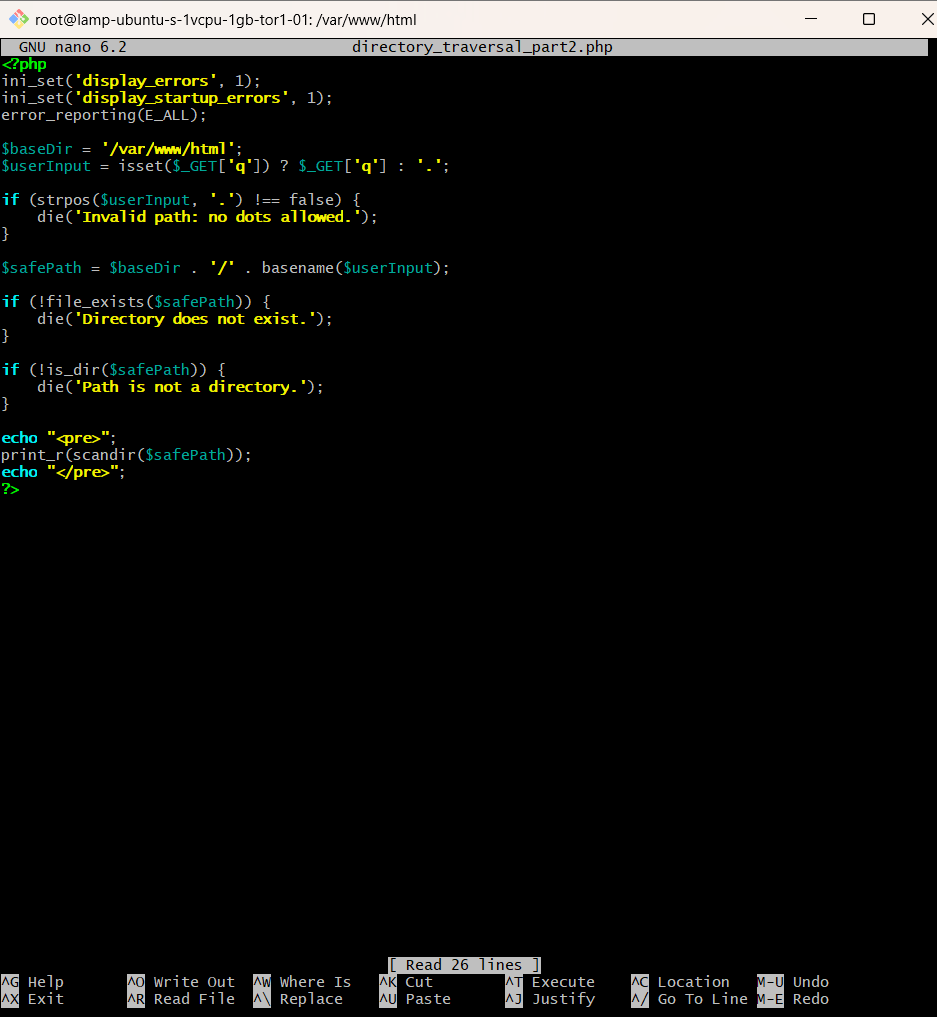 root@lamp-ubuntu-s-1vcpu-1gb-tor1-01: /var/www/html
GNU nano 6.2 directory_traversal_part2.php
<?php
ini_set('display_errors', 1);
ini_set('display_startup_errors', 1);
error_reporting(E_ALL);

$baseDir = '/var/www/html';
$userInput = isset($_GET['q']) ? $_GET['q'] : '.';

if (strpos($userInput, '.') !== false) {
    die('Invalid path: no dots allowed.');
}

$safePath = $baseDir . '/' . basename($userInput);

if (!file_exists($safePath)) {
    die('Directory does not exist.');
}

if (!is_dir($safePath)) {
    die('Path is not a directory.');
}

echo "<pre>";
print_r(scandir($safePath));
echo "</pre>";
?>
[ Read 26 lines ]
^G Help ^O Write Out ^W Where Is ^K Cut ^T Execute ^C Location M-U Undo
^X Exit ^R Read File ^\ Replace ^U Paste ^J Justify ^/ Go To Line M-E Redo